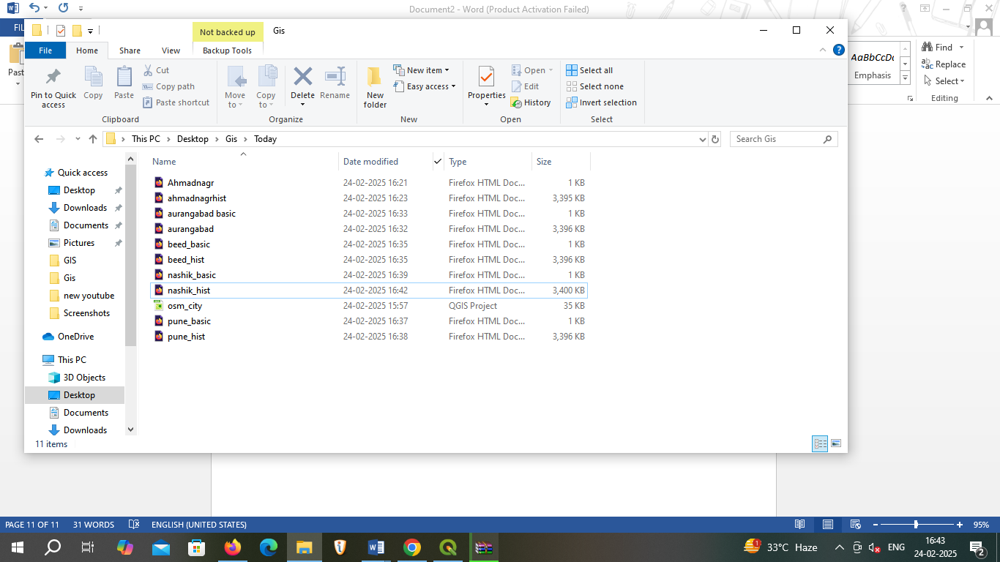 Document2 - Word (Product Activation Failed)
FIL
Not backed up
Gis
File
Home
Share
View
Backup Tools
Pin to Quick access
Copy
Paste
Cut
Copy path
Paste shortcut
Clipboard
Move to
Copy to
Delete
Rename
Organize
New folder
New item
Easy access
New
Properties
Open
Edit
History
Open
Select all
Select none
Invert selection
Select
Past
AaBbCcDc
Emphasis
Find
Replace
Select
Editing
This PC > Desktop > Gis > Today
Search Gis
Name Date modified Type Size
Ahmadnagr 24-02-2025 16:21 Firefox HTML Doc... 1 KB
ahmadnagrhist 24-02-2025 16:23 Firefox HTML Doc... 3,395 KB
aurangabad basic 24-02-2025 16:33 Firefox HTML Doc... 1 KB
aurangabad 24-02-2025 16:32 Firefox HTML Doc... 3,396 KB
beed_basic 24-02-2025 16:35 Firefox HTML Doc... 1 KB
beed_hist 24-02-2025 16:35 Firefox HTML Doc... 3,396 KB
nashik_basic 24-02-2025 16:39 Firefox HTML Doc... 1 KB
nashik_hist 24-02-2025 16:42 Firefox HTML Doc... 3,400 KB
osm_city 24-02-2025 15:57 QGIS Project 35 KB
pune_basic 24-02-2025 16:37 Firefox HTML Doc... 1 KB
pune_hist 24-02-2025 16:38 Firefox HTML Doc... 3,396 KB
Quick access
Desktop
Downloads
Documents
Pictures
GIS
Gis
new youtube
Screenshots
OneDrive
This PC
3D Objects
Desktop
Documents
Downloads
11 items
PAGE 11 OF 11 31 WORDS ENGLISH (UNITED STATES) 95%
33°C Haze
ENG
16:43
24-02-2025
2